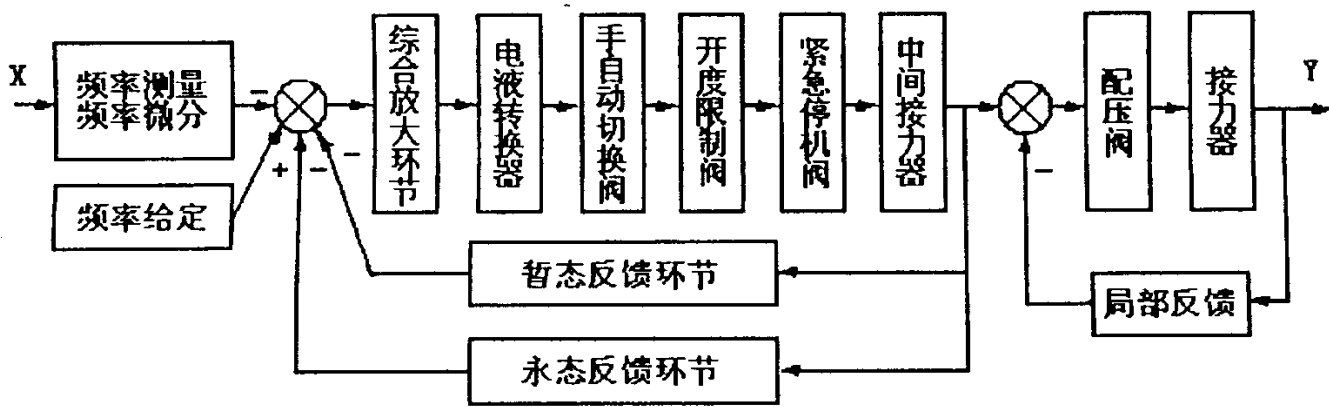 X
频率测量
频率微分
频率给定
-
+
-
-
综合放大环节
电液转换器
手自动切换阀
开度限制阀
紧急停机阀
中间接力器
-
配压阀
接力器
Y
暂态反馈环节
永态反馈环节
局部反馈